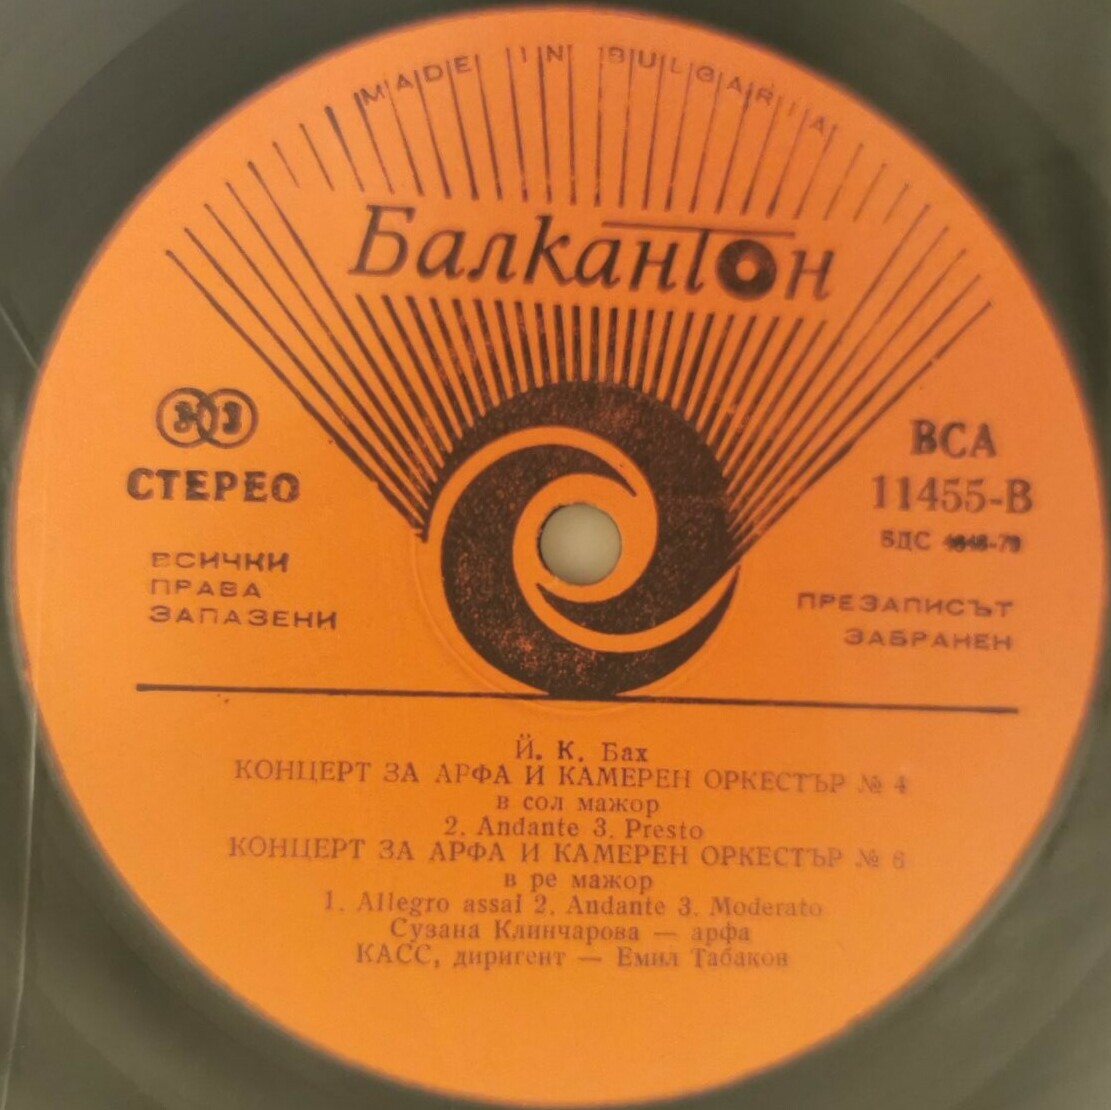 MADE IN BULGARIA
Балкантон
33
СТЕРЕО
ВСИЧКИ
ПРАВА
ЗАПАЗЕНИ
ВСА
11455-В
БДС
ПРЕЗАПИСЪТ
ЗАБРАНЕН
Й. К. Бах
КОНЦЕРТ ЗА АРФА И КАМЕРЕН ОРКЕСТЪР № 4
в сол мажор
2. Andante 3. Presto
КОНЦЕРТ ЗА АРФА И КАМЕРЕН ОРКЕСТЪР № 6
в ре мажор
1. Allegro assai 2. Andante 3. Moderato
Сузана Клинчарова — арфа
КАСС, диригент — Емил Табаков